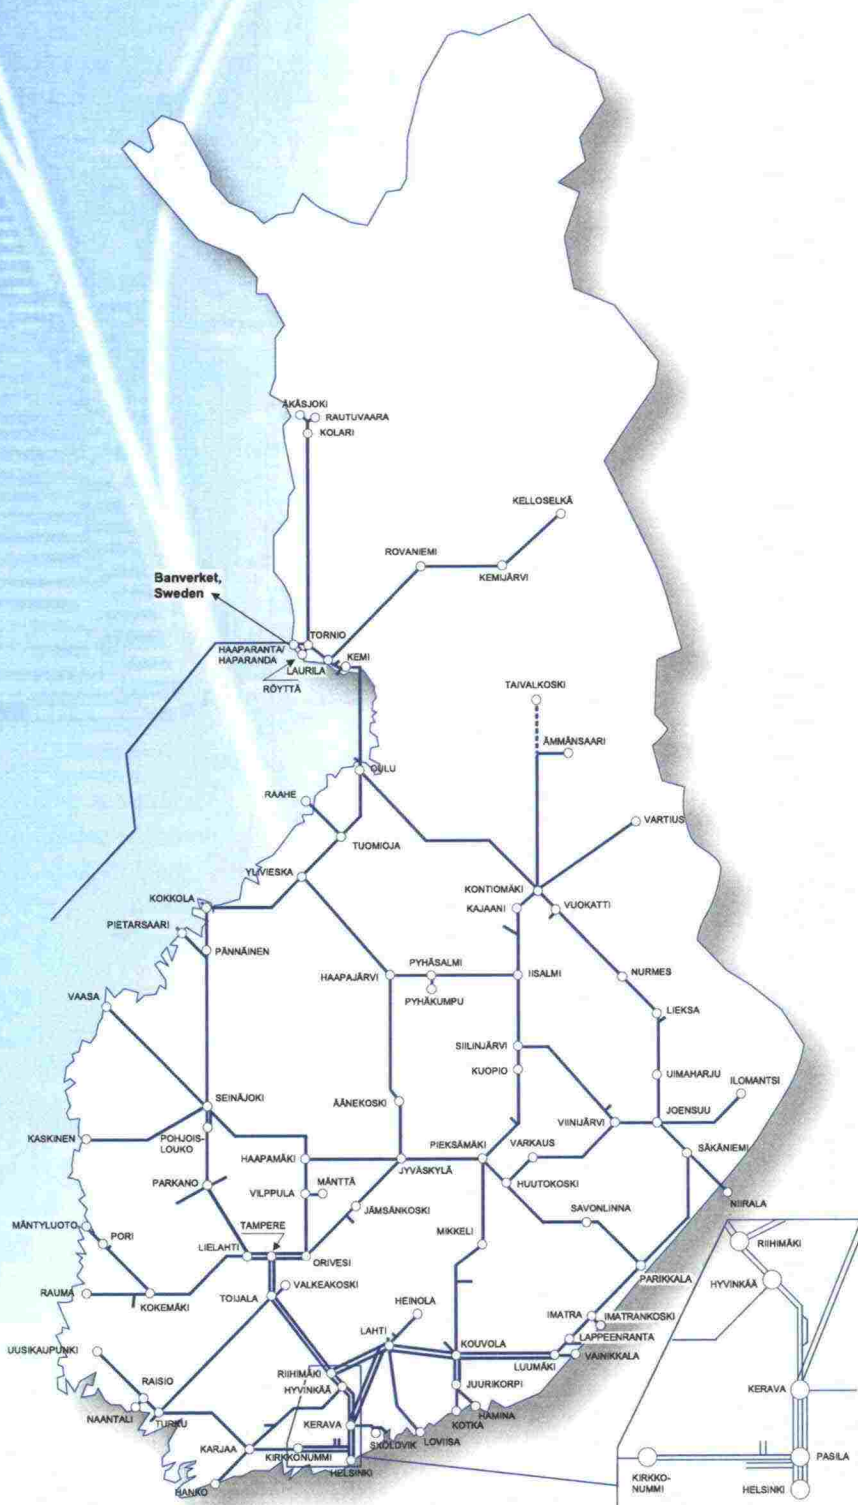 ÄKÄSJOKI
RAUTUVAARA
KOLARI
KELLOSELKÄ
ROVANIEMI
KEMIJÄRVI
Banverket,
Sweden
TORNIO
HAAPARANTA/
HAPARANDA
KEMI
LAURILA
RÖYTTÄ
TAIVALKOSKI
ÄMMÄNSAARI
OULU
RAAHE
VARTIUS
TUOMIOJA
YLIVIESKA
KONTIOMÄKI
KOKKOLA
KAJAANI
VUOKATTI
PIETARSAARI
PÄNNÄINEN
PYHÄSALMI
HAAPAJÄRVI
IISALMI
NURMES
PYHÄKUMPU
VAASA
LIEKSA
SIILINJÄRVI
KUOPIO
UIMAHARJU
ILOMANTSI
SEINÄJOKI
ÄÄNEKOSKI
VIINIJÄRVI
JOENSUU
KASKINEN
POHJOIS-
LOUKO
PIEKSÄMÄKI
VARKAUS
SÄKÄNIEMI
HAAPAMÄKI
JYVÄSKYLÄ
PARKANO
MÄNTTÄ
VILPPULA
HUUTOKOSKI
NIIRALA
JÄMSÄNKOSKI
SAVONLINNA
MÄNTYLUOTO
PORI
TAMPERE
MIKKELI
RIIHIMÄKI
LIELAHTI
ORIVESI
PARIKKALA
HYVINKÄÄ
RAUMA
KOKEMÄKI
TOIJALA
VALKEAKOSKI
HEINOLA
IMATRA
IMATRANKOSKI
LAHTI
LAPPEENRANTA
UUSIKAUPUNKI
KOUVOLA
LUUMÄKI
VAINIKKALA
RIIHIMÄKI
RAISIO
HYVINKÄÄ
JUURIKORPI
KERAVA
NAANTALI
TURKU
HAMINA
KOTKA
KERAVA
LOVIISA
SKÖLDVIK
KARJAA
KIRKKONUMMI
HELSINKI
PASILA
KIRKKO-
NUMMI
HANKO
HELSINKI